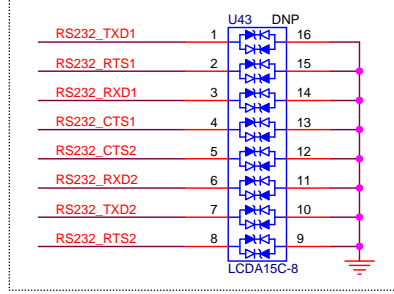 U43 DNP
RS232_TXD1 1 16
RS232_RTS1 2 15
RS232_RXD1 3 14
RS232_CTS1 4 13
RS232_CTS2 5 12
RS232_RXD2 6 11
RS232_TXD2 7 10
RS232_RTS2 8 9
LCDA15C-8